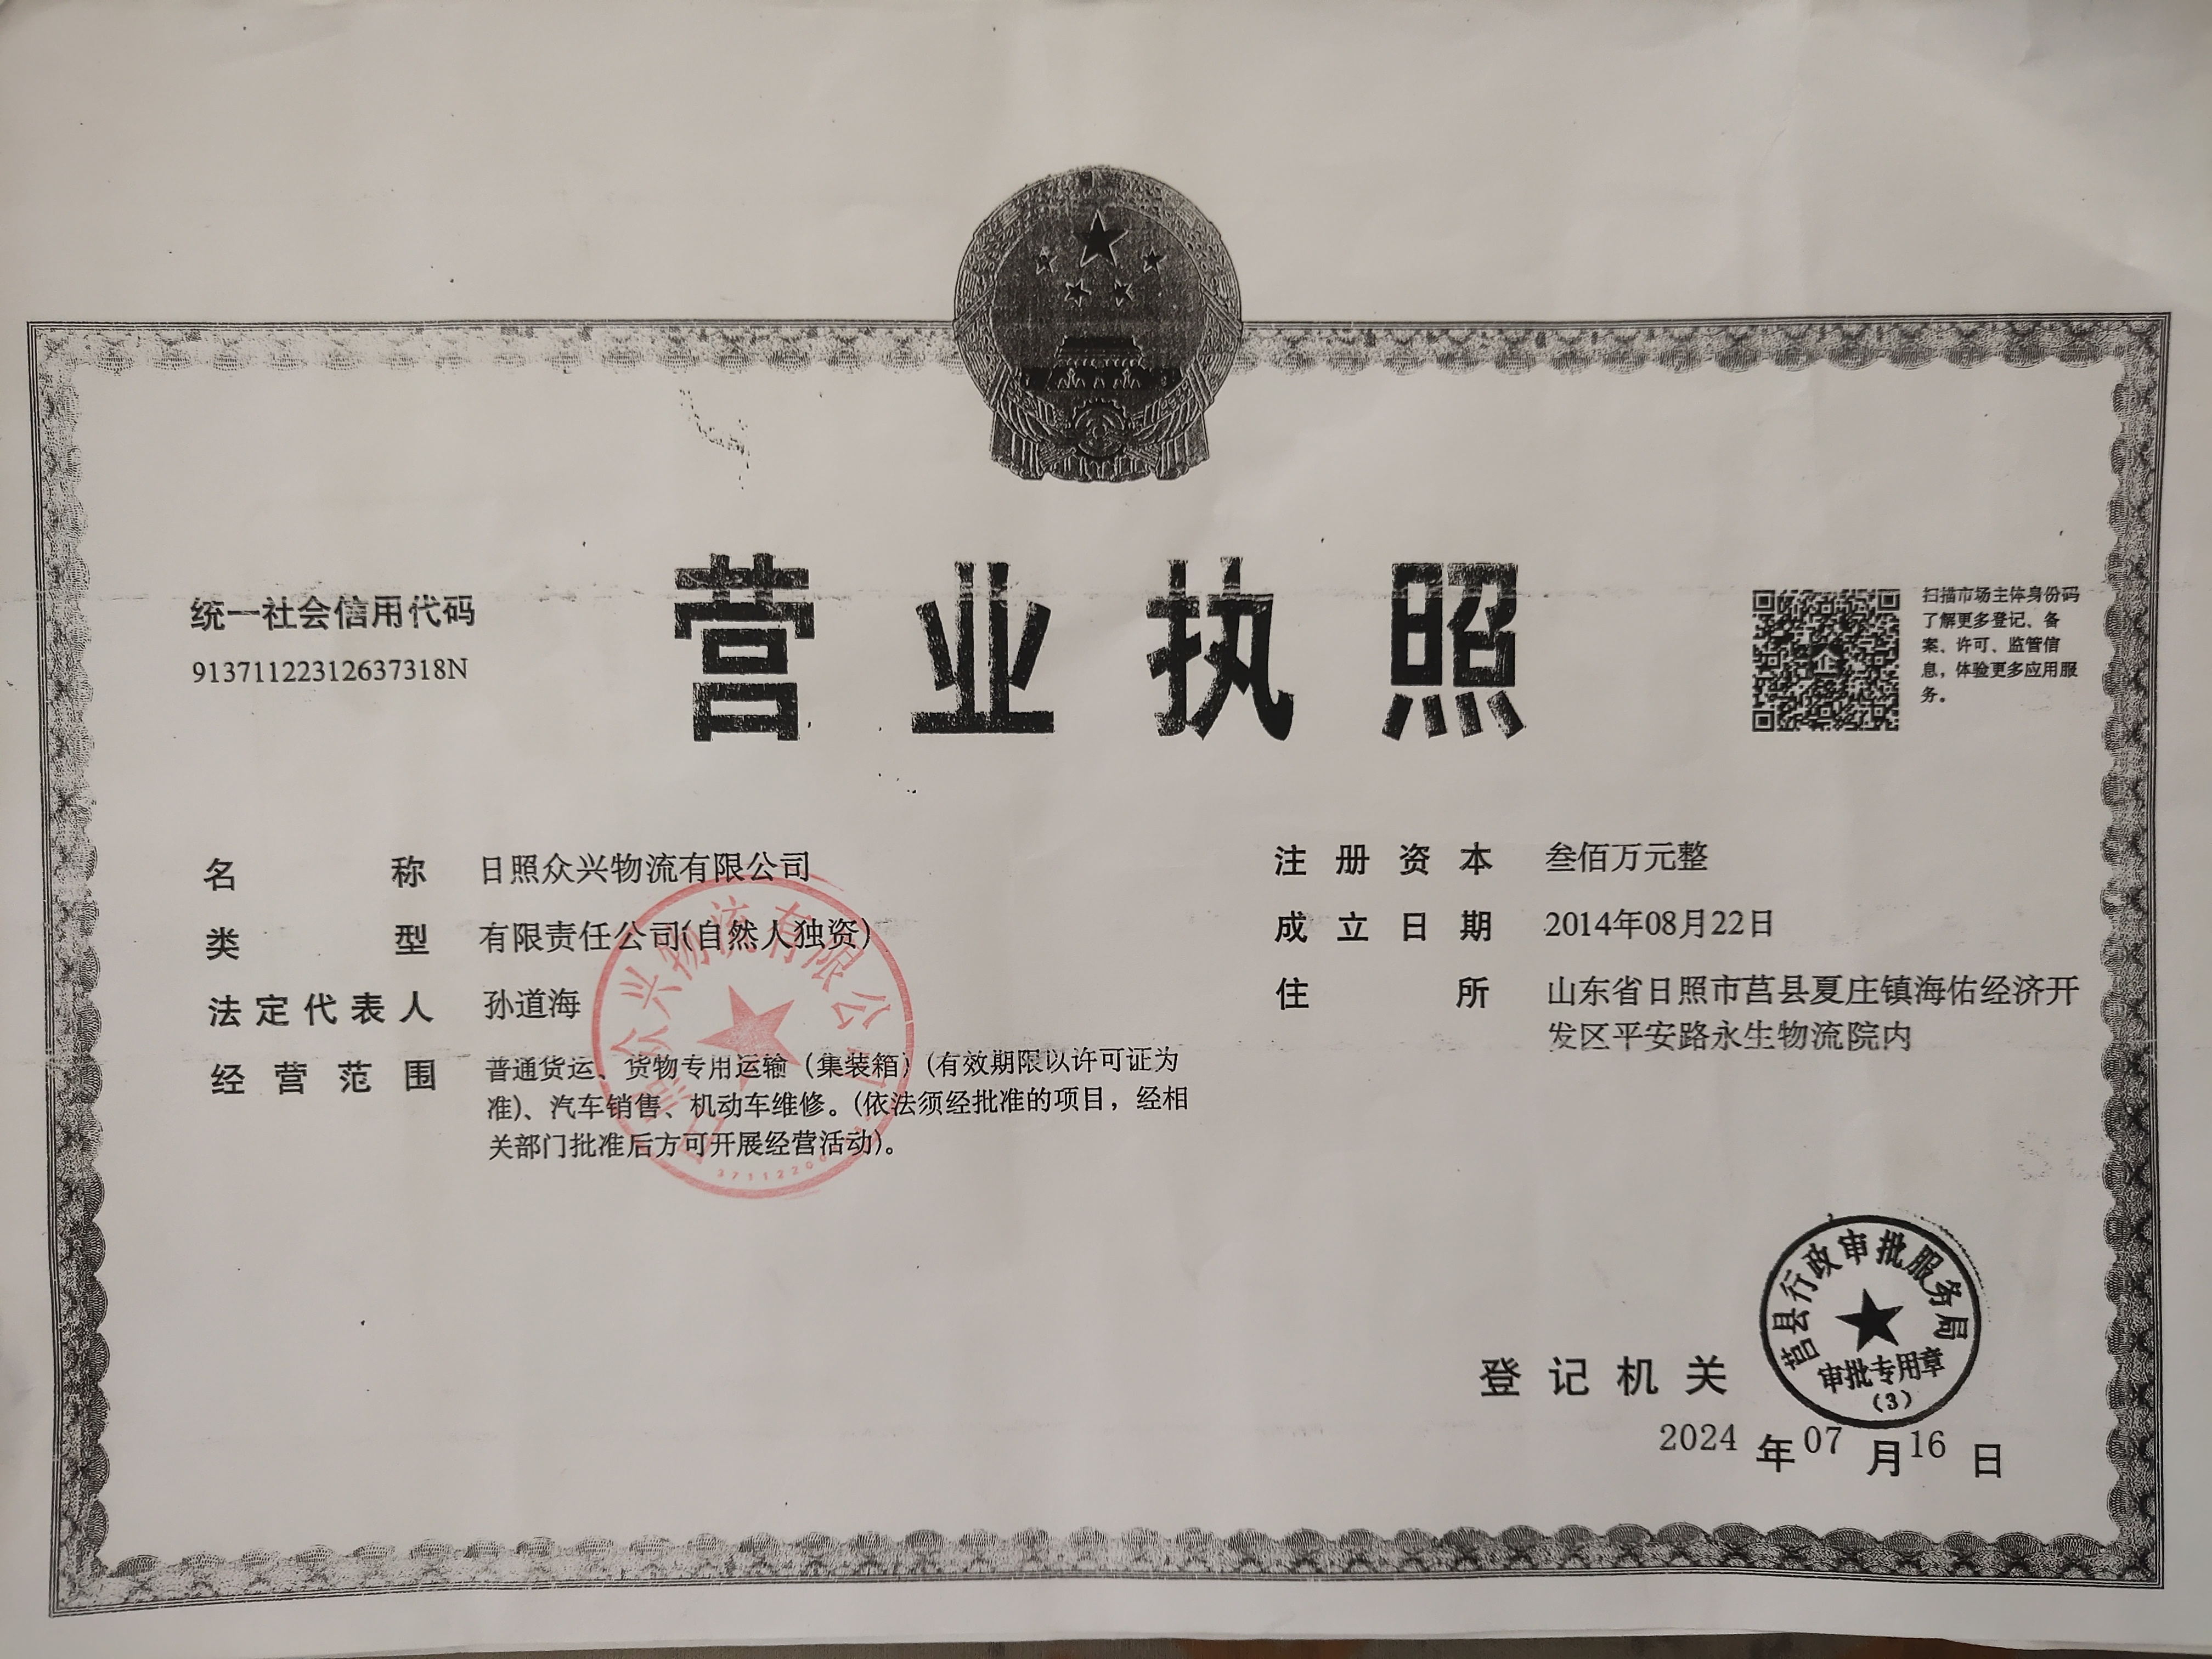 营业执照
统一社会信用代码
91371122312637318N
扫描市场主体身份码
了解更多登记、备
案、许可、监管信
息，体验更多应用服
务。
名称 日照众兴物流有限公司
类型 有限责任公司(自然人独资)
法定代表人 孙道海
经营范围 普通货运、货物专用运输（集装箱）(有效期限以许可证为
准)、汽车销售、机动车维修。(依法须经批准的项目，经相
关部门批准后方可开展经营活动)。
注册资本 叁佰万元整
成立日期 2014年08月22日
住所 山东省日照市莒县夏庄镇海佑经济开
发区平安路永生物流院内
众兴物流有限公
3711220
登记机关
莒县行政审批服务局
审批专用章
(3)
2024年07月16日